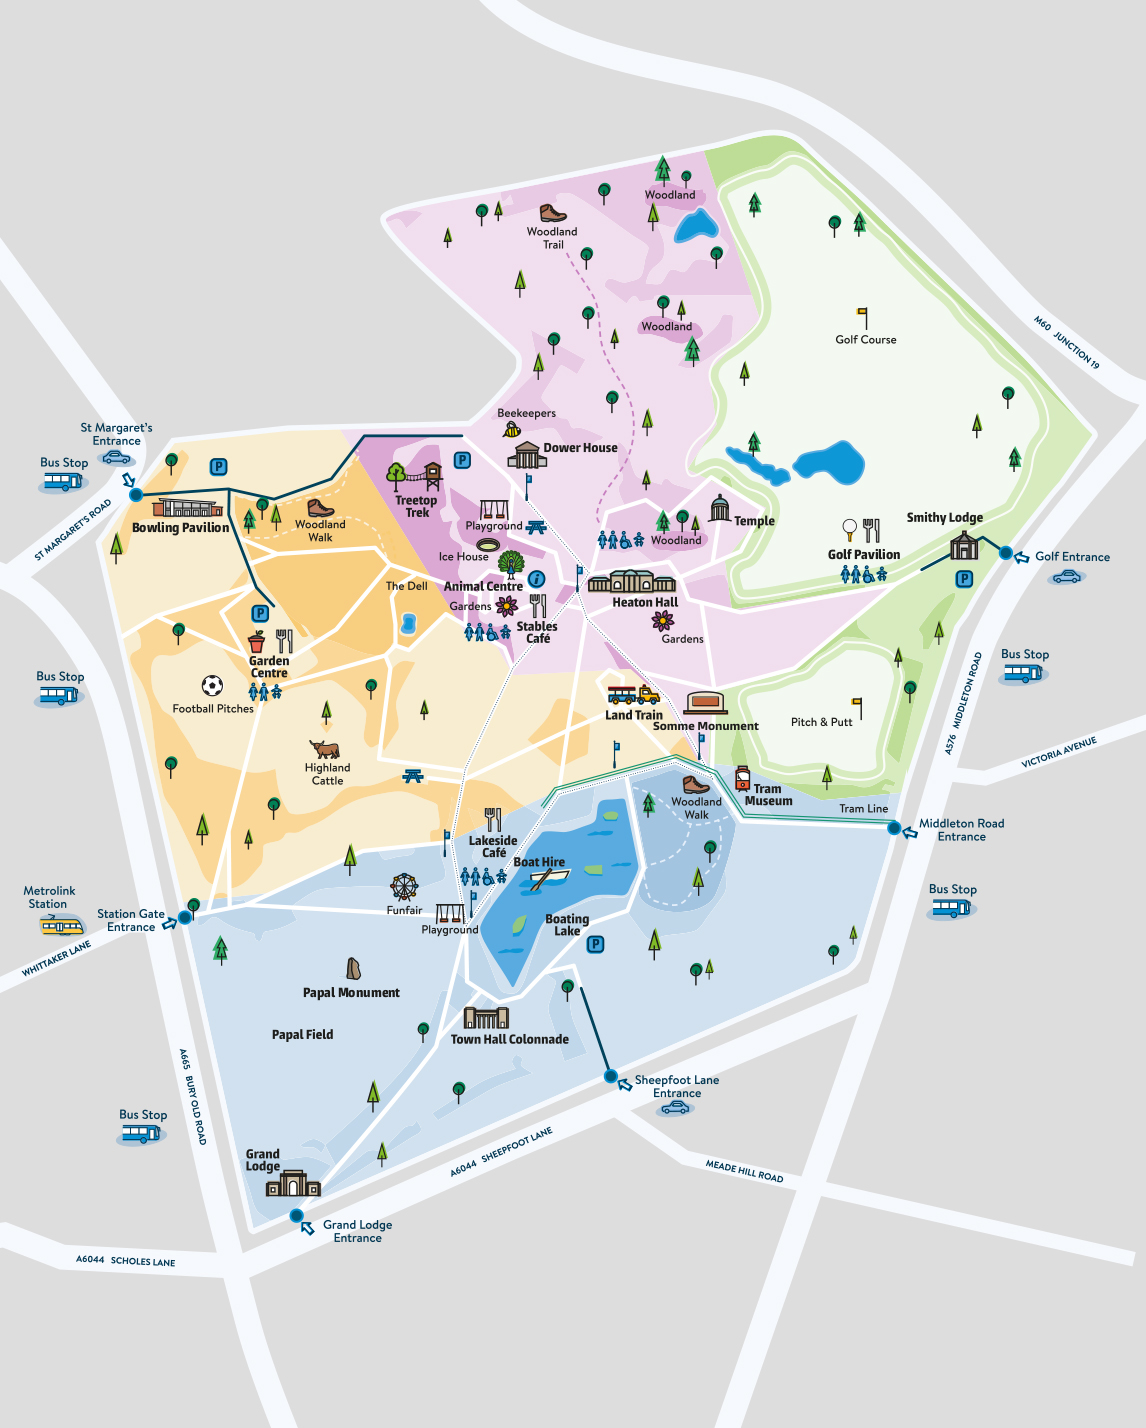 Woodland
Woodland
Trail
M60 JUNCTION 19
Woodland
Golf Course
Beekeepers
St Margaret's
Entrance
Dower House
Bus Stop
P
P
Treetop
Trek
ST MARGARET'S ROAD
Bowling Pavilion
Woodland
Walk
Playground
Temple
Smithy Lodge
Woodland
Golf Pavilion
Golf Entrance
Ice House
Animal Centre
i
P
The Dell
Heaton Hall
Gardens
P
Stables
Café
Gardens
Garden
Centre
Bus Stop
Bus Stop
Football Pitches
Land Train
Somme Monument
Pitch & Putt
A576 MIDDLETON ROAD
VICTORIA AVENUE
Highland
Cattle
Tram
Museum
Woodland
Walk
Tram Line
Middleton Road
Entrance
Lakeside
Café
Boat Hire
Metrolink
Station
Bus Stop
Station Gate
Entrance
Funfair
Playground
Boating
Lake
P
WHITTAKER LANE
Papal Monument
Papal Field
Town Hall Colonnade
A665 BURY OLD ROAD
Sheepfoot Lane
Entrance
Bus Stop
Grand
Lodge
A6044 SHEEPFOOT LANE
MEADE HILL ROAD
Grand Lodge
Entrance
A6044 SCHOLES LANE